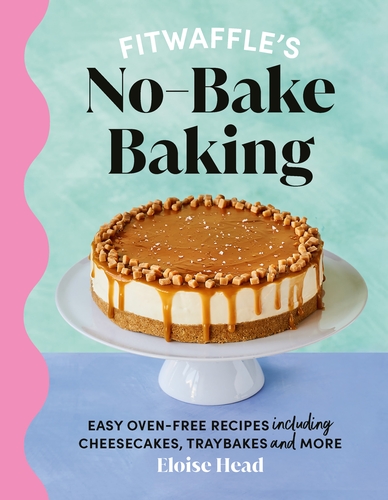 FITWAFFLE'S
No-Bake
Baking
EASY OVEN-FREE RECIPES including
CHEESECAKES, TRAYBAKES and MORE
Eloise Head